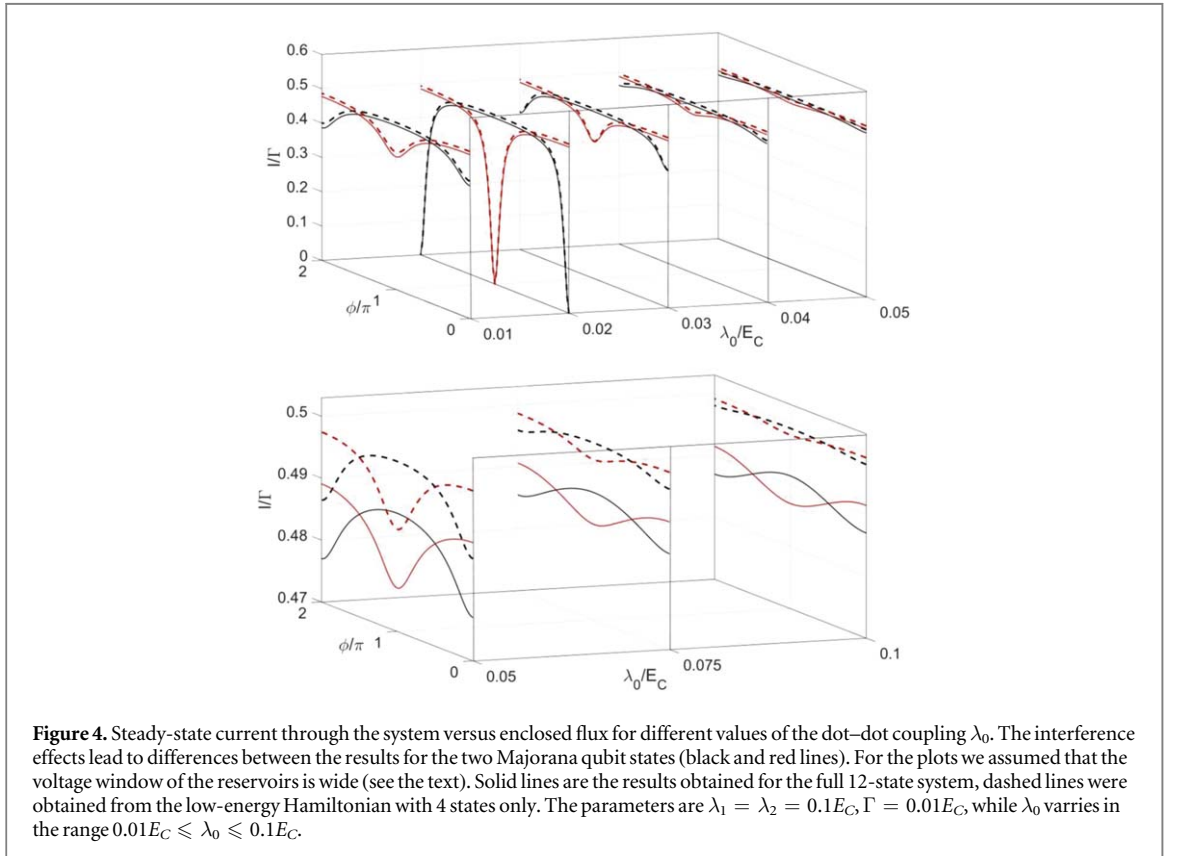 0.6
0.5
0.4
0.3
0.2
0.1
0
I/Γ
2
1
0
ϕ/π
0.01
0.02
0.03
0.04
0.05
λ0/EC
0.5
0.49
0.48
0.47
I/Γ
2
1
0
ϕ/π
0.05
0.075
0.1
λ0/EC
Figure 4. Steady-state current through the system versus enclosed flux for different values of the dot–dot coupling λ0. The interference
effects lead to differences between the results for the two Majorana qubit states (black and red lines). For the plots we assumed that the
voltage window of the reservoirs is wide (see the text). Solid lines are the results obtained for the full 12-state system, dashed lines were
obtained from the low-energy Hamiltonian with 4 states only. The parameters are λ1 = λ2 = 0.1EC, Γ = 0.01EC, while λ0 varies in
the range 0.01EC ⩽ λ0 ⩽ 0.1EC.